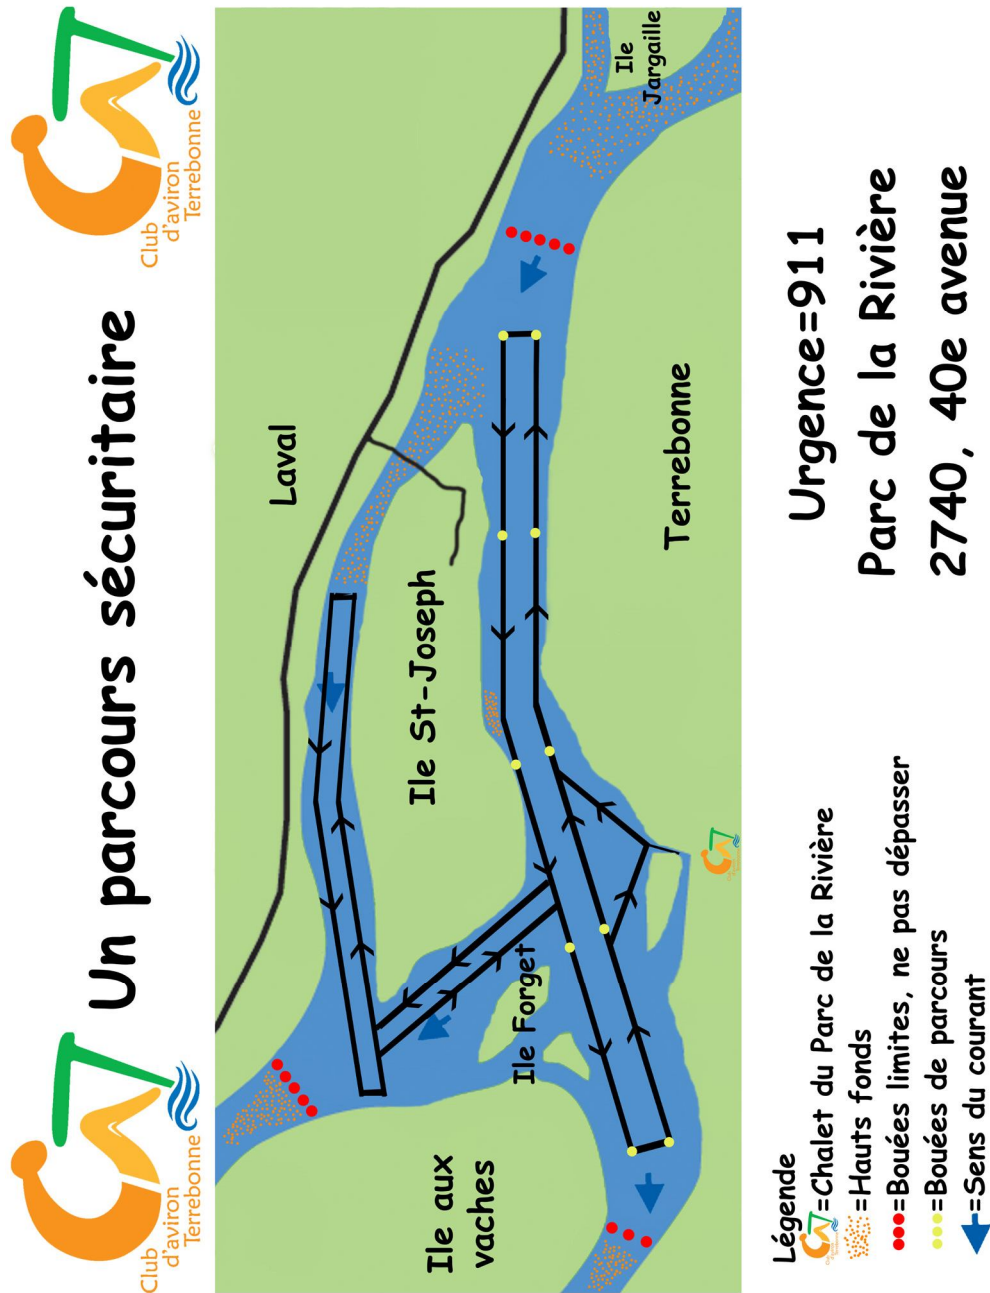 Club
d'aviron
Terrebonne
Un parcours sécuritaire
Club
d'aviron
Terrebonne
Laval
Ile
Jargaille
Ile St-Joseph
Ile aux
vaches
Ile Forget
Terrebonne
Légende
=Chalet du Parc de la Rivière
=Hauts fonds
=Bouées limites, ne pas dépasser
=Bouées de parcours
=Sens du courant
Urgence=911
Parc de la Rivière
2740, 40e avenue